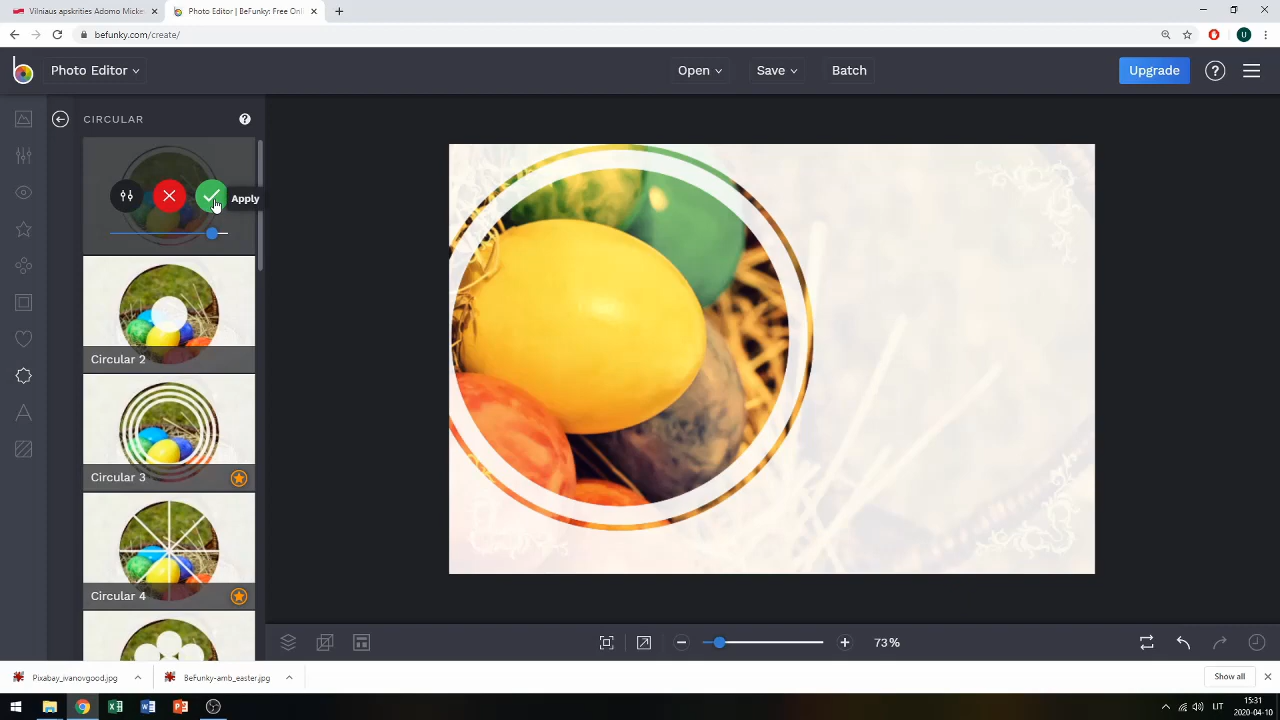 Vilniaus apskrities Adomo Micke
Photo Editor | BeFunky: Free Onl
befunky.com/create/
U
b
Photo Editor
Open
Save
Batch
Upgrade
?
CIRCULAR
?
Apply
Circular 2
Circular 3
Circular 4
A
73%
Pixabay_ivanovgood.jpg
BeFunky-amb_easter.jpg
Show all
LIT
15:31
2020-04-10